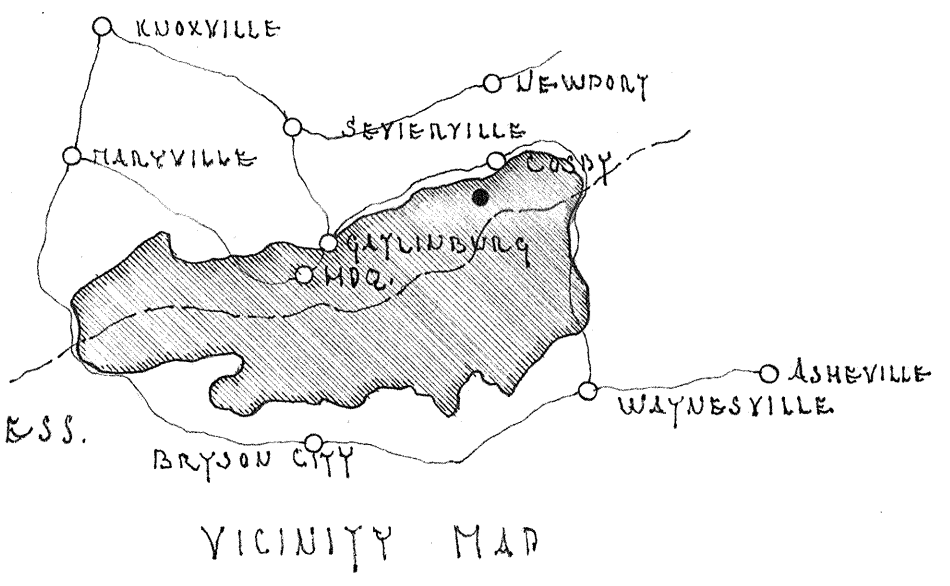 KNOXVILLE
NEWPORT
SEVIERVILLE
MARYVILLE
COSBY
GATLINBURG
HDQ.
ASHEVILLE
WAYNESVILLE
ESS.
BRYSON CITY
VICINITY MAP